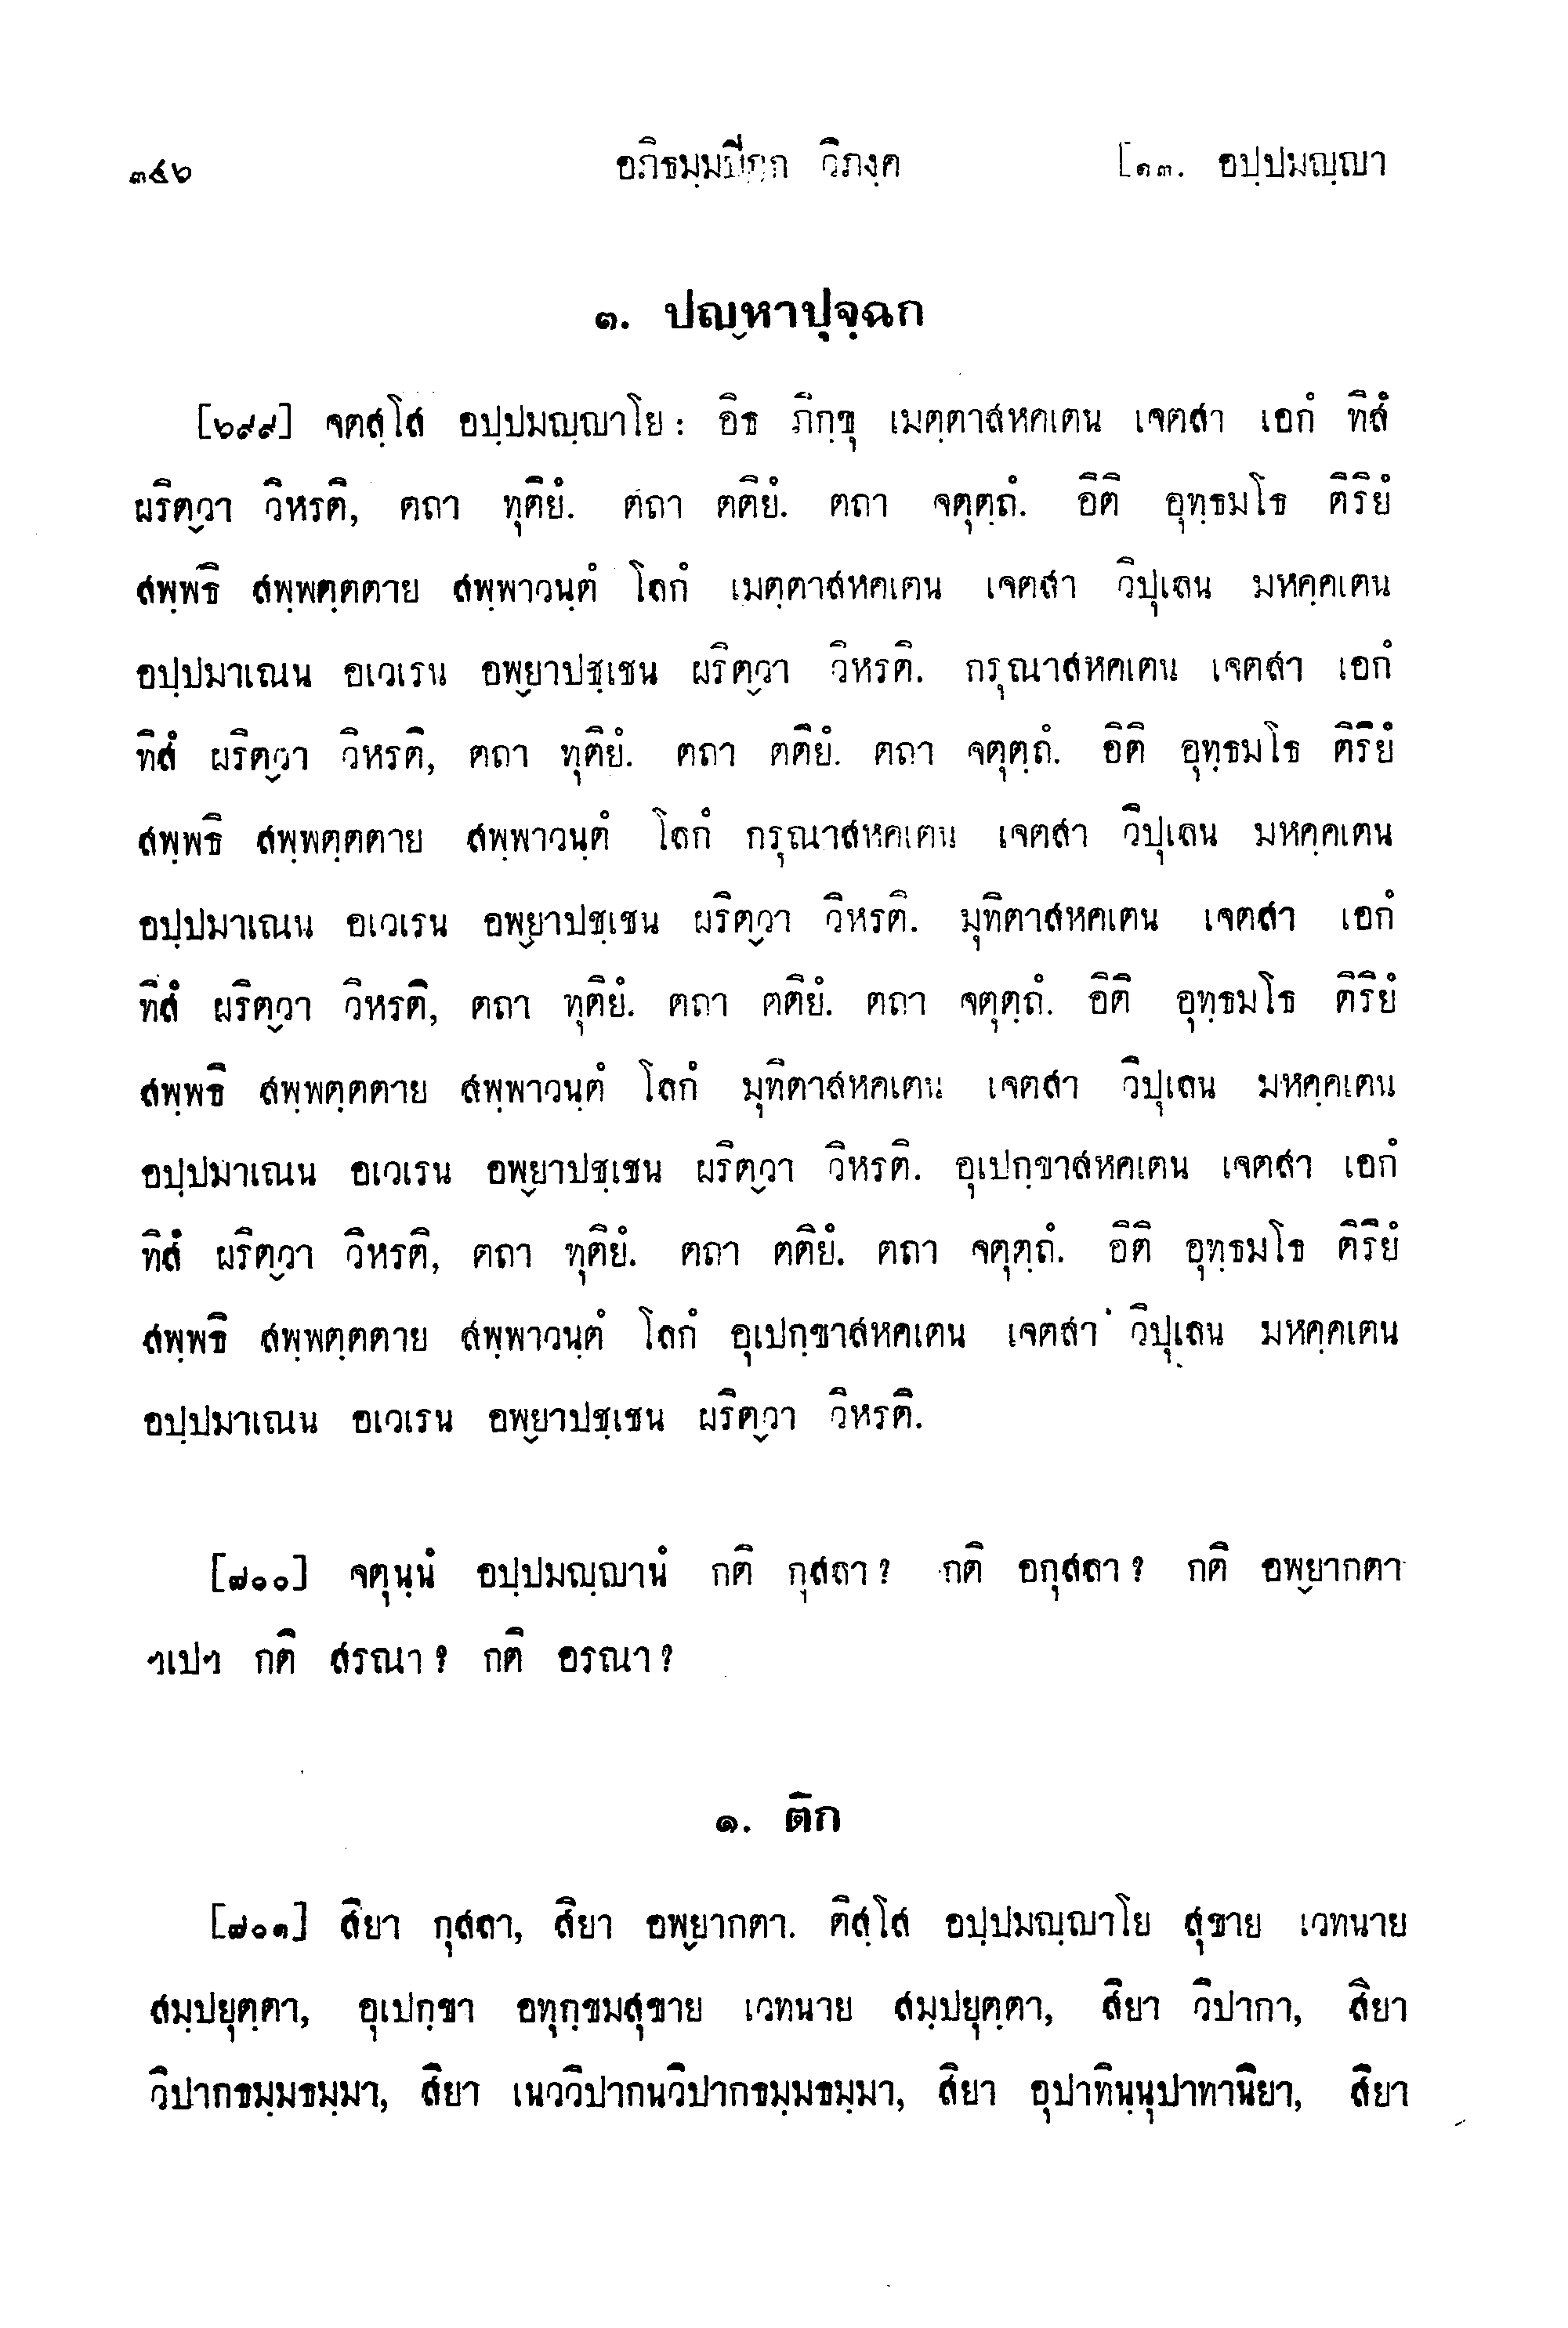 ๓๔๖ อภิธมฺมปิฏก วิภงฺค [๑๓. อปฺปมญฺญา
๓. ปญฺหาปุจฺฉก
[๖๙๙] จตสฺโส อปฺปมญฺญาโย: อิธ ภิกฺขุ เมตฺตาสหคเตน เจตสา เอกํ ทิสํ
ผริตฺวา วิหรติ, ตถา ทุติยํ. ตถา ตติยํ. ตถา จตุตฺถํ. อิติ อุทฺธมโธ ติริยํ
สพฺพธิ สพฺพตฺตตาย สพฺพาวนฺตํ โลกํ เมตฺตาสหคเตน เจตสา วิปุเลน มหคฺคเตน
อปฺปมาเณน อเวเรน อพฺยาปชฺเชน ผริตฺวา วิหรติ. กรุณาสหคเตน เจตสา เอกํ
ทิสํ ผริตฺวา วิหรติ, ตถา ทุติยํ. ตถา ตติยํ. ตถา จตุตฺถํ. อิติ อุทฺธมโธ ติริยํ
สพฺพธิ สพฺพตฺตตาย สพฺพาวนฺตํ โลกํ กรุณาสหคเตน เจตสา วิปุเลน มหคฺคเตน
อปฺปมาเณน อเวเรน อพฺยาปชฺเชน ผริตฺวา วิหรติ. มุทิตาสหคเตน เจตสา เอกํ
ทิสํ ผริตฺวา วิหรติ, ตถา ทุติยํ. ตถา ตติยํ. ตถา จตุตฺถํ. อิติ อุทฺธมโธ ติริยํ
สพฺพธิ สพฺพตฺตตาย สพฺพาวนฺตํ โลกํ มุทิตาสหคเตน เจตสา วิปุเลน มหคฺคเตน
อปฺปมาเณน อเวเรน อพฺยาปชฺเชน ผริตฺวา วิหรติ. อุเปกฺขาสหคเตน เจตสา เอกํ
ทิสํ ผริตฺวา วิหรติ, ตถา ทุติยํ. ตถา ตติยํ. ตถา จตุตฺถํ. อิติ อุทฺธมโธ ติริยํ
สพฺพธิ สพฺพตฺตตาย สพฺพาวนฺตํ โลกํ อุเปกฺขาสหคเตน เจตสา วิปุเลน มหคฺคเตน
อปฺปมาเณน อเวเรน อพฺยาปชฺเชน ผริตฺวา วิหรติ.
[๗๐๐] จตุนฺนํ อปฺปมญฺญานํ กติ กุสลา? กติ อกุสลา? กติ อพฺยากตา
ฯเปฯ กติ สรณา? กติ อรณา?
๑. ติก
[๗๐๑] สิยา กุสลา, สิยา อพฺยากตา. ติสฺโส อปฺปมญฺญาโย สุขาย เวทนาย
สมฺปยุตฺตา, อุเปกฺขา อทุกฺขมสุขาย เวทนาย สมฺปยุตฺตา, สิยา วิปากา, สิยา
วิปากธมฺมธมฺมา, สิยา เนววิปากนวิปากธมฺมธมฺมา, สิยา อุปาทินฺนุปาทานิยา, สิยา